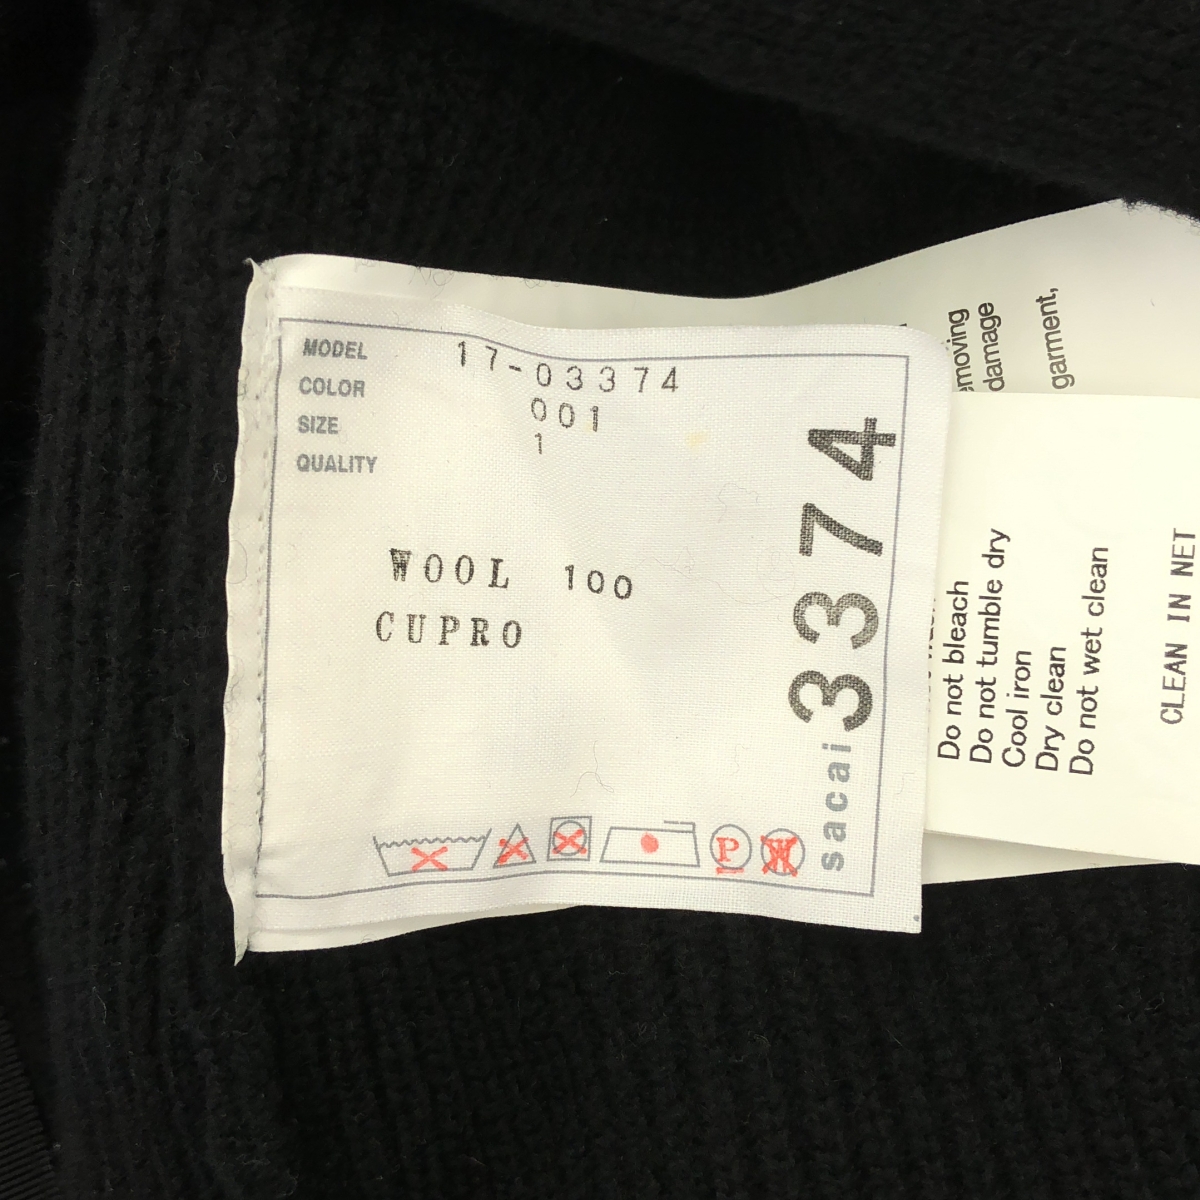 MODEL 17-03374
COLOR 001
SIZE 1
QUALITY
WOOL 100
CUPRO
P
W
sacai 3374
damage
garment,
Do not bleach
Do not tumble dry
Cool iron
Dry clean
Do not wet clean
CLEAN IN NET